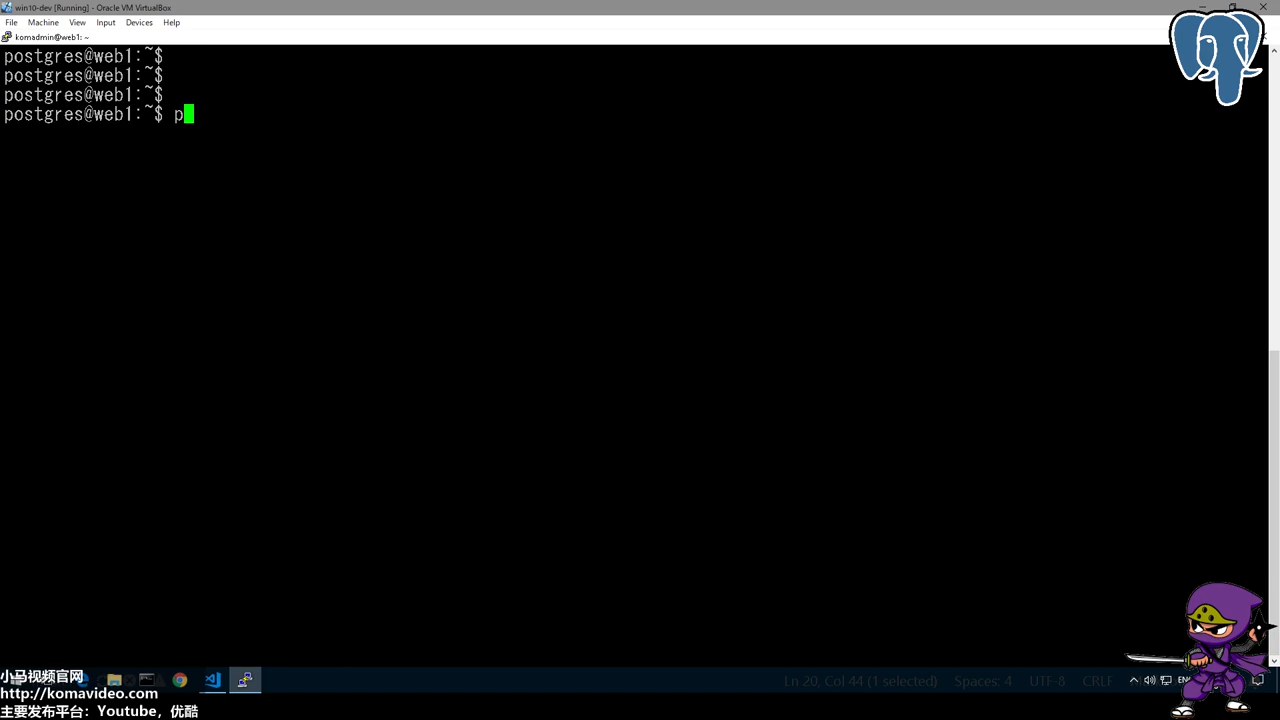 win10-dev [Running] - Oracle VM VirtualBox
File Machine View Input Devices Help
komadmin@web1: ~
postgres@web1:~$
postgres@web1:~$
postgres@web1:~$
postgres@web1:~$ p
小马视频官网
http://komavideo.com
主要发布平台：Youtube，优酷
Ln 20, Col 44 (1 selected) Spaces: 4 UTF-8 CRLF
ENG